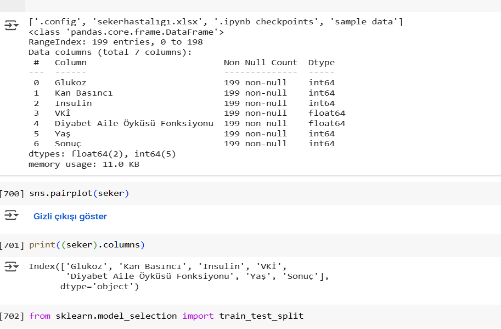 ['.config', 'sekerhastalıgı.xlsx', '.ipynb checkpoints', 'sample data']
<class 'pandas.core.frame.DataFrame'>
RangeIndex: 199 entries, 0 to 198
Data columns (total 7 columns):
#   Column                         Non Null Count  Dtype
---  ------                         --------------  -----
0   Glukoz                         199 non-null    int64
1   Kan Basıncı                    199 non-null    int64
2   Insulin                        199 non-null    int64
3   VKİ                            199 non-null    float64
4   Diyabet Aile Öyküsü Fonksiyonu 199 non-null    float64
5   Yaş                            199 non-null    int64
6   Sonuç                          199 non-null    int64
dtypes: float64(2), int64(5)
memory usage: 11.0 KB
[700] sns.pairplot(seker)
Gizli çıkışı göster
[701] print((seker).columns)
Index(['Glukoz', 'Kan Basıncı', 'Insulin', 'VKİ',
'Diyabet Aile Öyküsü Fonksiyonu', 'Yaş', 'Sonuç'],
dtype='object')
[702] from sklearn.model_selection import train_test_split